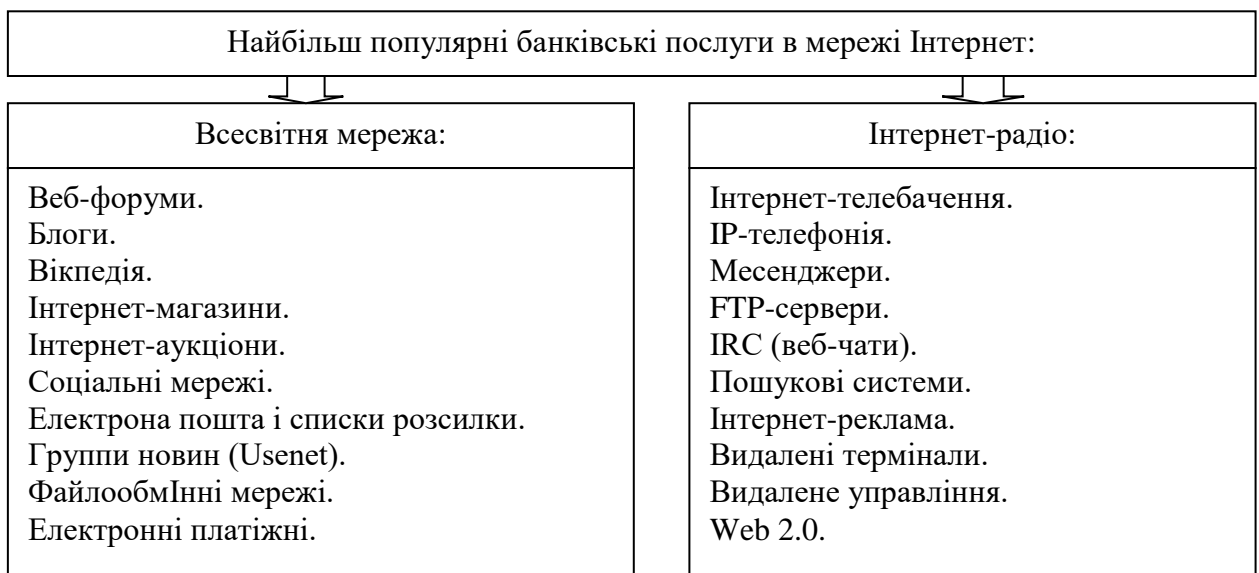 Найбільш популярні банківські послуги в мережі Інтернет:
Всесвітня мережа:
Веб-форуми.
Блоги.
Вікпедія.
Інтернет-магазини.
Інтернет-аукціони.
Соціальні мережі.
Електрона пошта і списки розсилки.
Группи новин (Usenet).
ФайлообмІнні мережі.
Електронні платіжні.
Інтернет-радіо:
Інтернет-телебачення.
IP-телефонія.
Месенджери.
FTP-сервери.
IRC (веб-чати).
Пошукові системи.
Інтернет-реклама.
Видалені термінали.
Видалене управління.
Web 2.0.